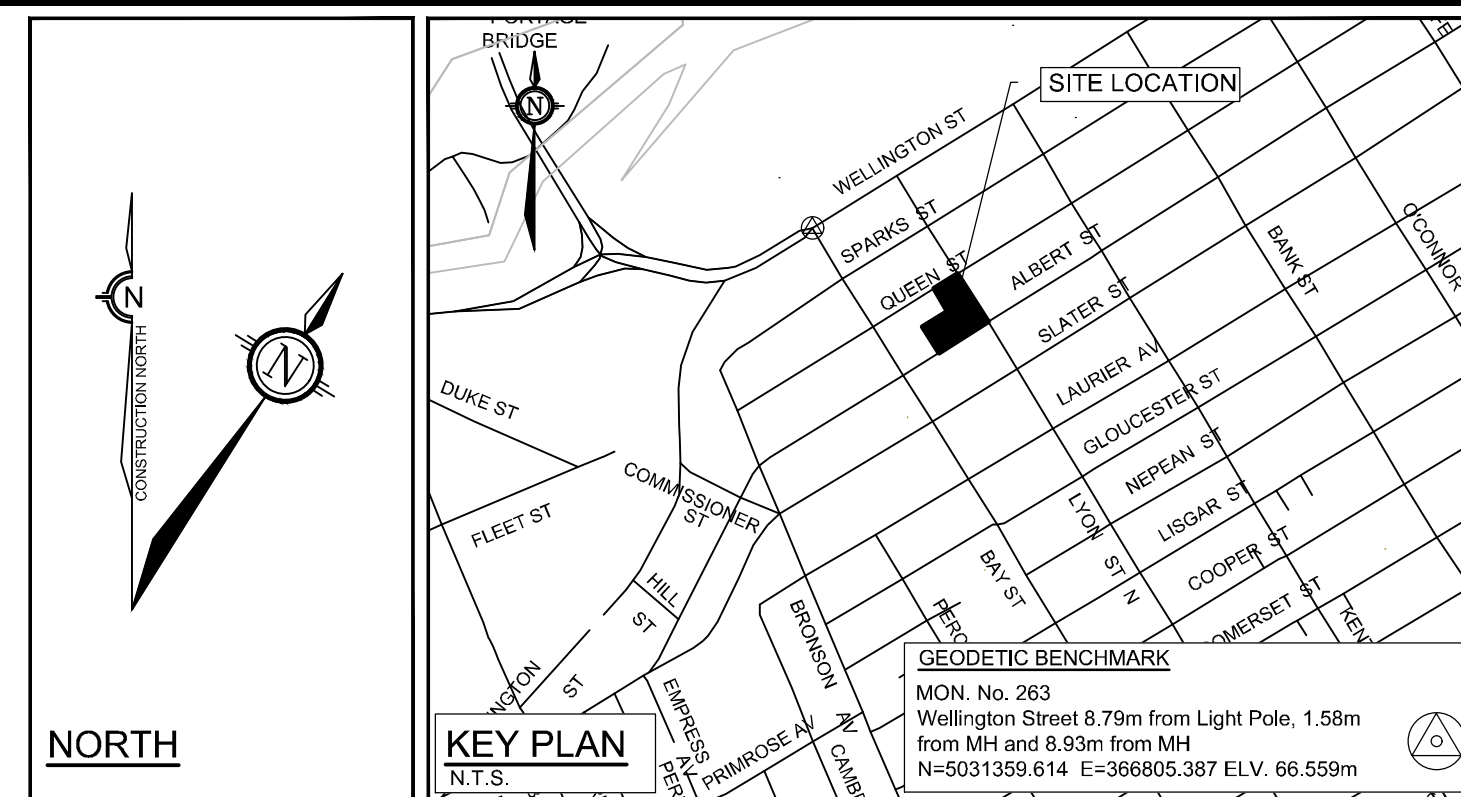 N
CONSTRUCTION NORTH
N
NORTH
BRIDGE
N
SITE LOCATION
WELLINGTON ST
SPARKS ST
QUEEN ST
ALBERT ST
SLATER ST
LAURIER AV
GLOUCESTER ST
NEPEAN ST
LISGAR ST
COOPER ST
BANK ST
O'CONNOR
DUKE ST
FLEET ST
COMMISSIONER
ST
HILL
ST
LYON ST N
BAY ST
BRONSON AV
EMPRESS AV
PRIMROSE AV
ST
KEY PLAN
N.T.S.
GEODETIC BENCHMARK
MON. No. 263
Wellington Street 8.79m from Light Pole, 1.58m
from MH and 8.93m from MH
N=5031359.614 E=366805.387 ELV. 66.559m